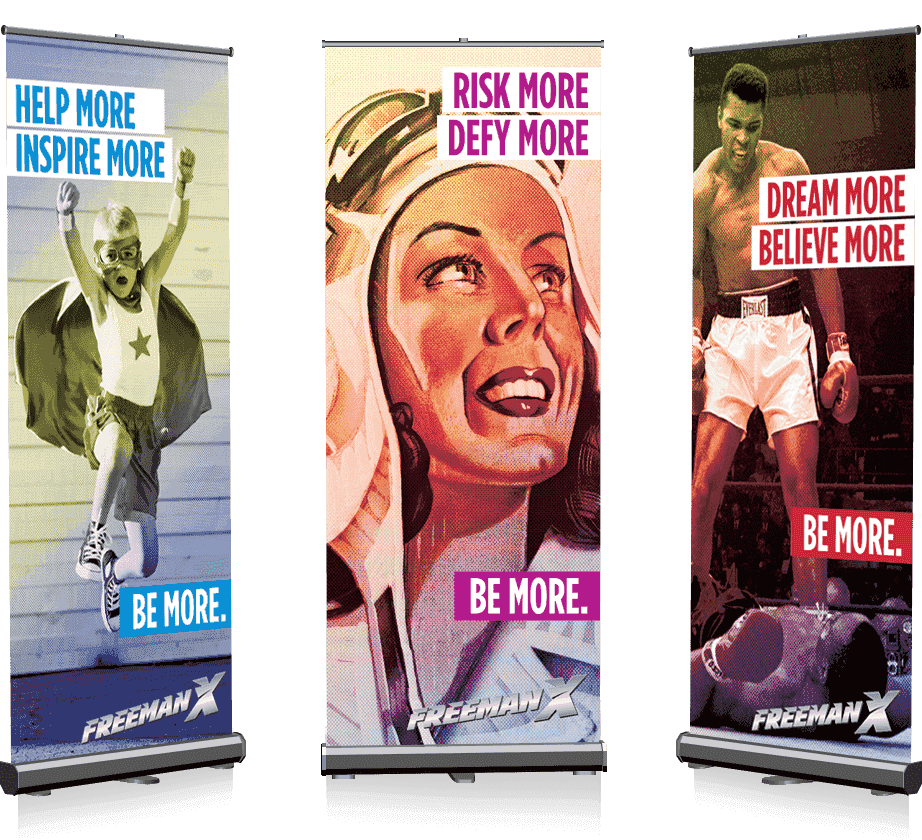 HELP MORE
INSPIRE MORE
BE MORE.
FREEMAN X
RISK MORE
DEFY MORE
BE MORE.
FREEMAN X
DREAM MORE
BELIEVE MORE
EVERLAST
BE MORE.
FREEMAN X